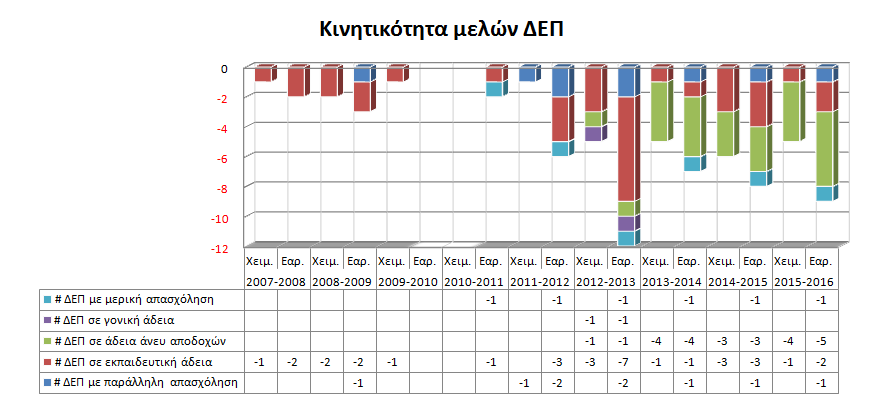 Κινητικότητα μελών ΔΕΠ
0
-2
-4
-6
-8
-10
-12
Χειμ. Εαρ. Χειμ. Εαρ. Χειμ. Εαρ. Χειμ. Εαρ. Χειμ. Εαρ. Χειμ. Εαρ. Χειμ. Εαρ. Χειμ. Εαρ. Χειμ. Εαρ.
2007-2008 2008-2009 2009-2010 2010-2011 2011-2012 2012-2013 2013-2014 2014-2015 2015-2016
# ΔΕΠ με μερική απασχόληση -1 -1 -1 -1 -1 -1
# ΔΕΠ σε γονική άδεια -1 -1
# ΔΕΠ σε άδεια άνευ αποδοχών -1 -1 -4 -4 -3 -3 -4 -5
# ΔΕΠ σε εκπαιδευτική άδεια -1 -2 -2 -2 -1 -1 -3 -3 -7 -1 -1 -3 -3 -1 -2
# ΔΕΠ με παράλληλη απασχόληση -1 -1 -2 -2 -1 -1 -1